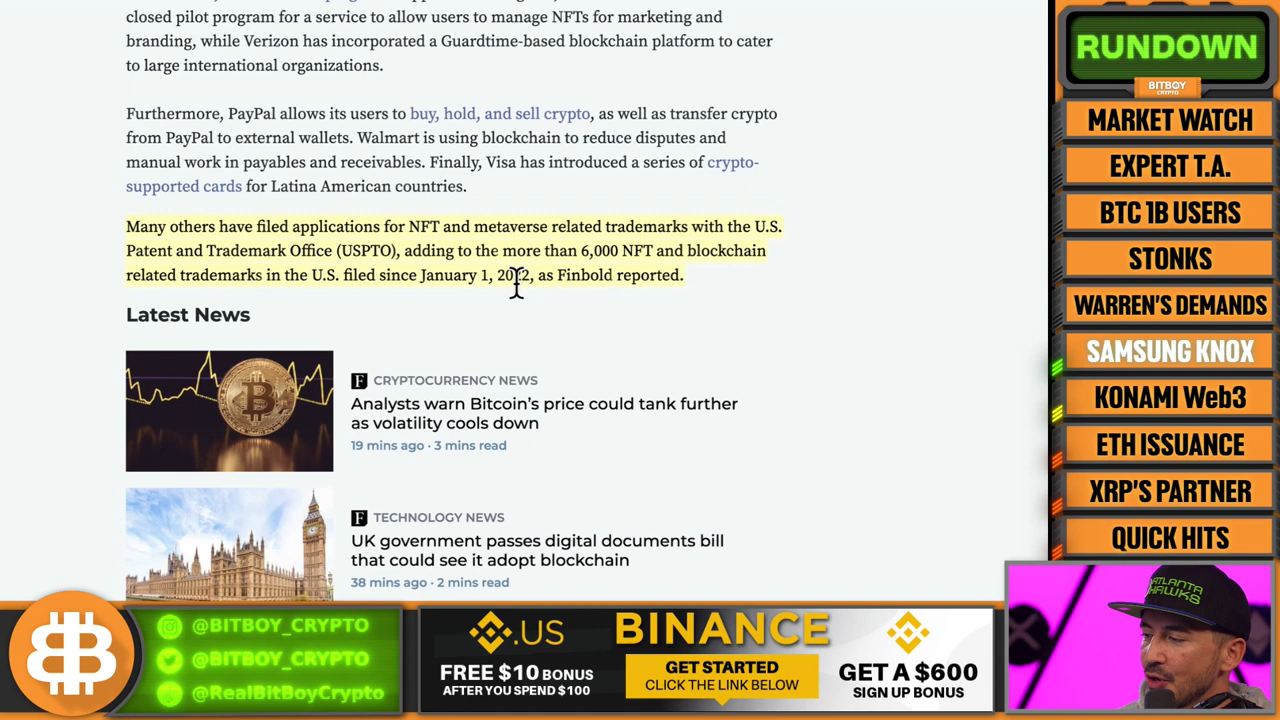 closed pilot program for a service to allow users to manage NFTs for marketing and
branding, while Verizon has incorporated a Guardtime-based blockchain platform to cater
to large international organizations.
Furthermore, PayPal allows its users to buy, hold, and sell crypto, as well as transfer crypto
from PayPal to external wallets. Walmart is using blockchain to reduce disputes and
manual work in payables and receivables. Finally, Visa has introduced a series of crypto-
supported cards for Latina American countries.
Many others have filed applications for NFT and metaverse related trademarks with the U.S.
Patent and Trademark Office (USPTO), adding to the more than 6,000 NFT and blockchain
related trademarks in the U.S. filed since January 1, 2022, as Finbold reported.
Latest News
F CRYPTOCURRENCY NEWS
Analysts warn Bitcoin's price could tank further
as volatility cools down
19 mins ago · 3 mins read
F TECHNOLOGY NEWS
UK government passes digital documents bill
that could see it adopt blockchain
38 mins ago · 2 mins read
RUNDOWN
BITBOY
CRYPTO
MARKET WATCH
EXPERT T.A.
BTC 1B USERS
STONKS
WARREN'S DEMANDS
SAMSUNG KNOX
KONAMI Web3
ETH ISSUANCE
XRP'S PARTNER
QUICK HITS
ATLANTA
HAWKS
@BITBOY_CRYPTO
@BITBOY_CRYPTO
@RealBitBoyCrypto
.US
FREE $10 BONUS
AFTER YOU SPEND $100
BINANCE
GET STARTED
CLICK THE LINK BELOW
GET A $600
SIGN UP BONUS